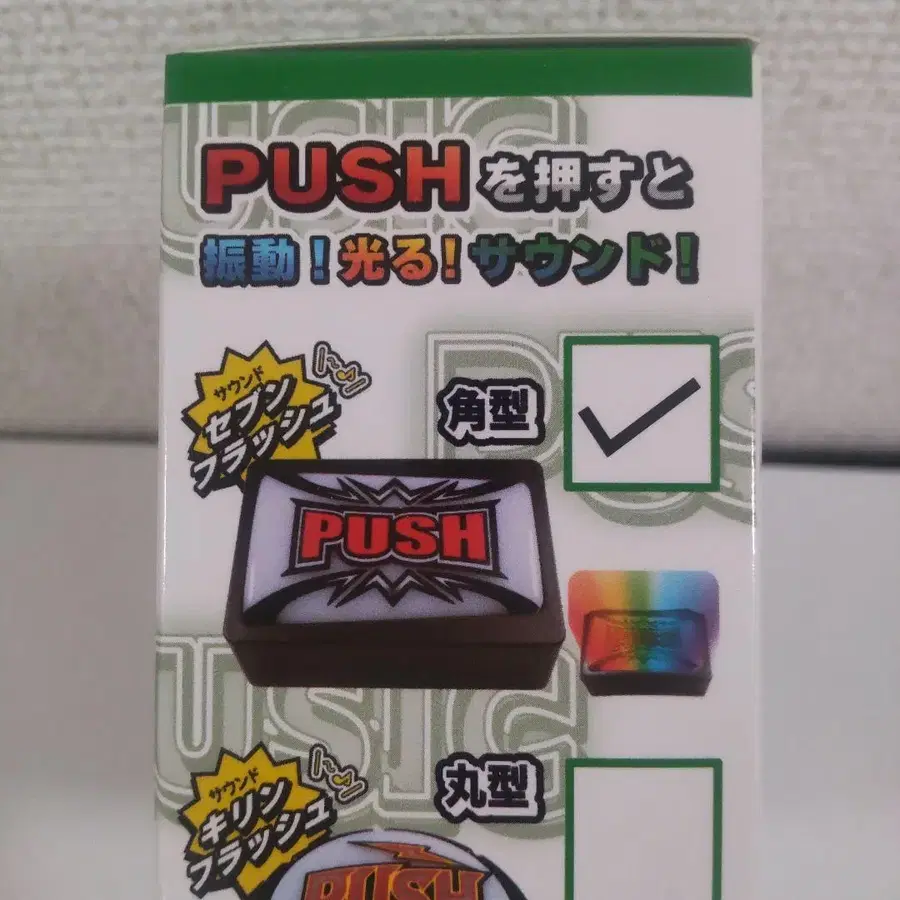 PUSHを押すと
振動！光る！サウンド！
サウンド
セブン
フラッシュ
角型
PUSH
サウンド
キリン
フラッシュ
丸型
PUSH